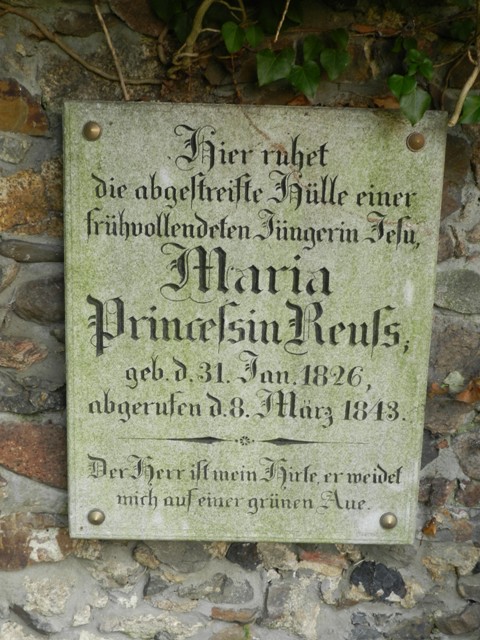 Hier ruhet
die abgestreifte Hülle einer
frühvollendeten Jüngerin Jesu,
Maria
Princessin Reuss,
geb. d. 31. Jan. 1826,
abgerufen d. 8. März 1843.
Der Herr ist mein Hirte, er weidet
mich auf einer grünen Aue.